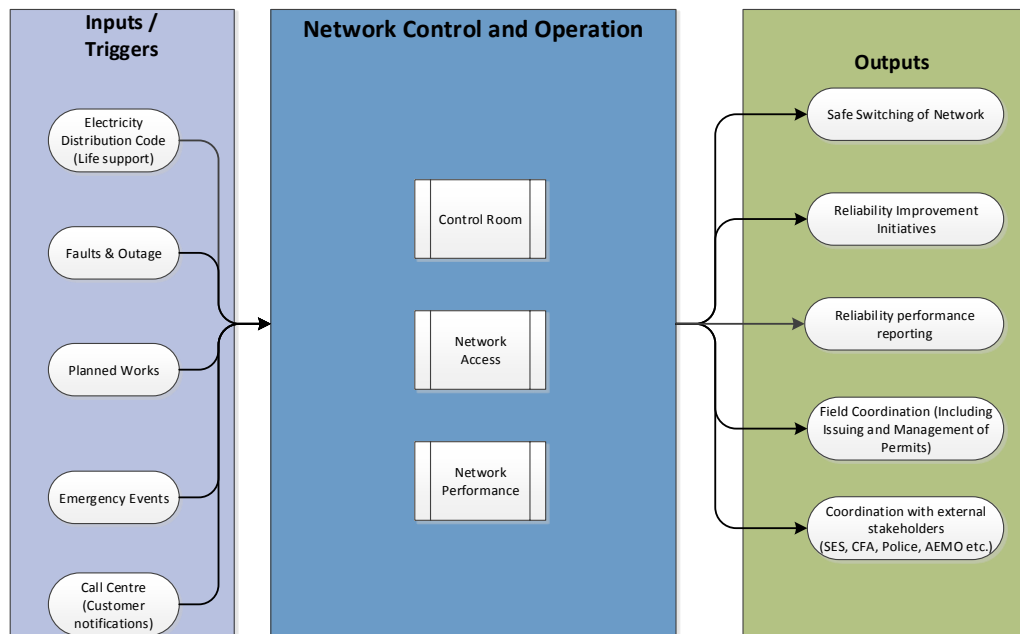 Inputs /
Triggers
Electricity
Distribution Code
(Life support)
Faults & Outage
Planned Works
Emergency Events
Call Centre
(Customer
notifications)
Network Control and Operation
Control Room
Network
Access
Network
Performance
Outputs
Safe Switching of Network
Reliability Improvement
Initiatives
Reliability performance
reporting
Field Coordination (Including
Issuing and Management of
Permits)
Coordination with external
stakeholders
(SES, CFA, Police, AEMO etc.)